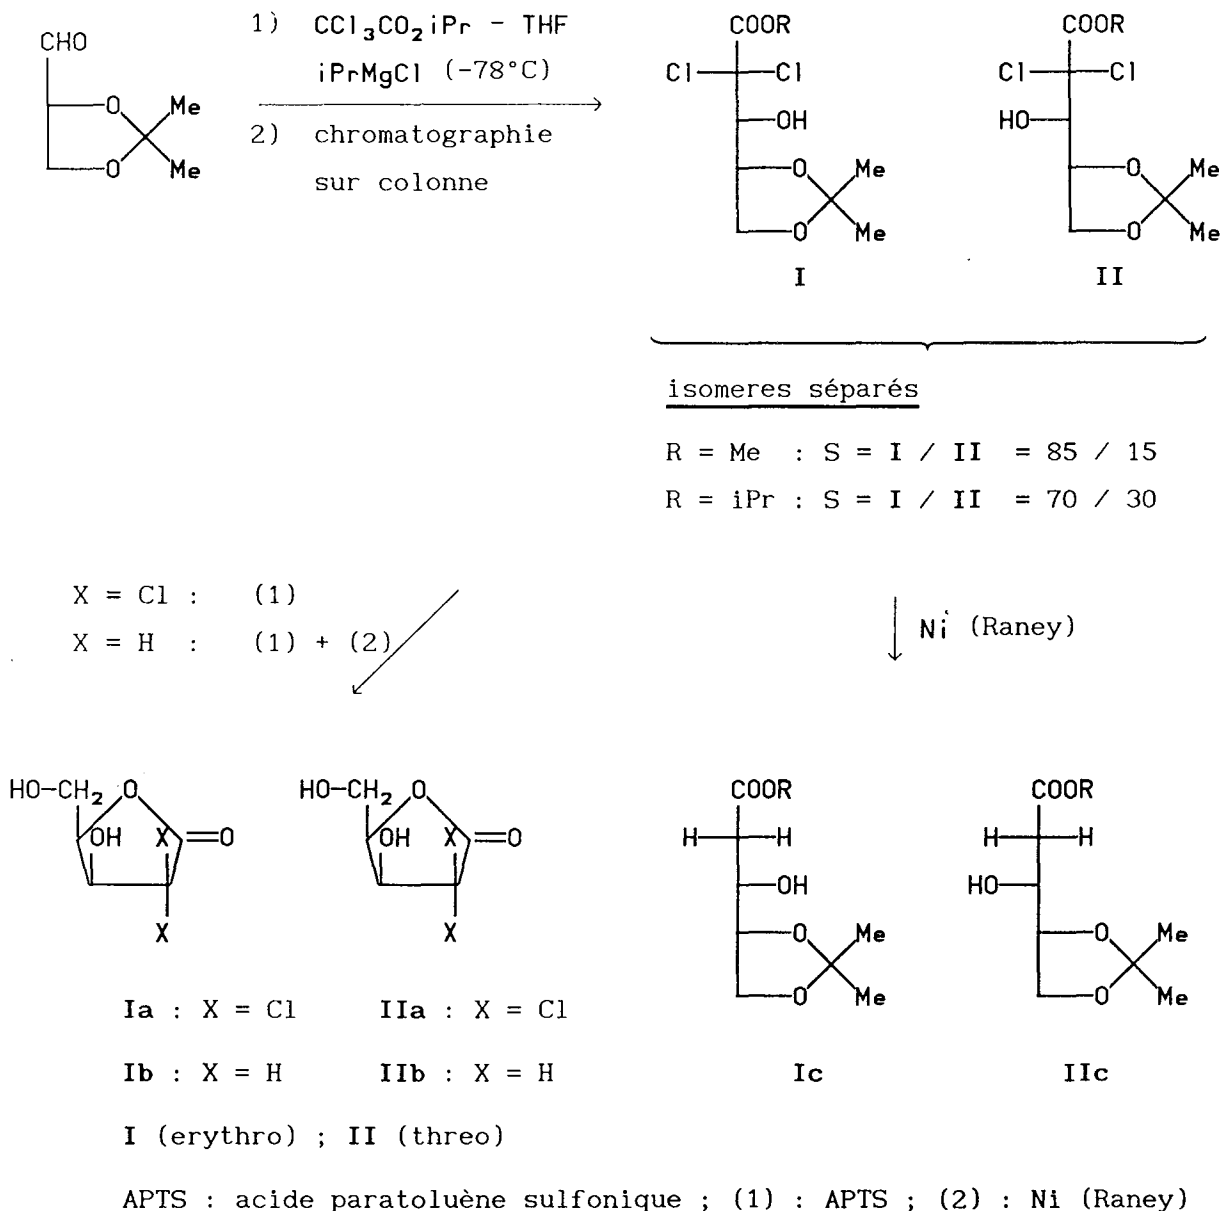 1) CCl₃CO₂iPr - THF
iPrMgCl (-78°C)
2) chromatographie
sur colonne
CHO
O
Me
O
Me
COOR
Cl Cl
OH
O
Me
O
Me
I
COOR
Cl Cl
HO
O
Me
O
Me
II
isomeres séparés
R = Me : S = I / II = 85 / 15
R = iPr : S = I / II = 70 / 30
X = Cl : (1)
X = H : (1) + (2)
Ni (Raney)
HO-CH₂ O
OH X =O
X
HO-CH₂ O
OH X =O
X
COOR
H H
OH
O
Me
O
Me
COOR
H H
HO
O
Me
O
Me
Ia : X = Cl IIa : X = Cl
Ib : X = H IIb : X = H Ic IIc
I (erythro) ; II (threo)
APTS : acide paratoluène sulfonique ; (1) : APTS ; (2) : Ni (Raney)